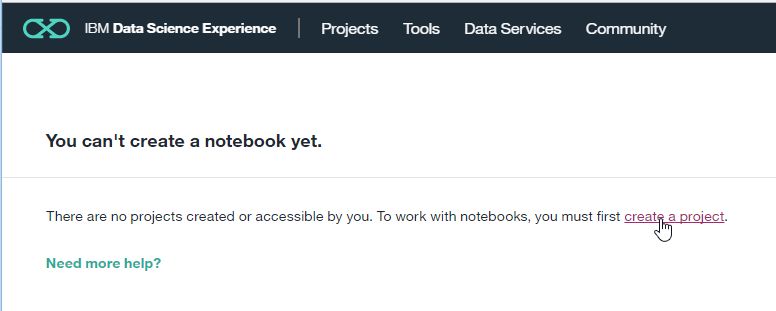 IBM Data Science Experience | Projects Tools Data Services Community
You can't create a notebook yet.
There are no projects created or accessible by you. To work with notebooks, you must first create a project.
Need more help?